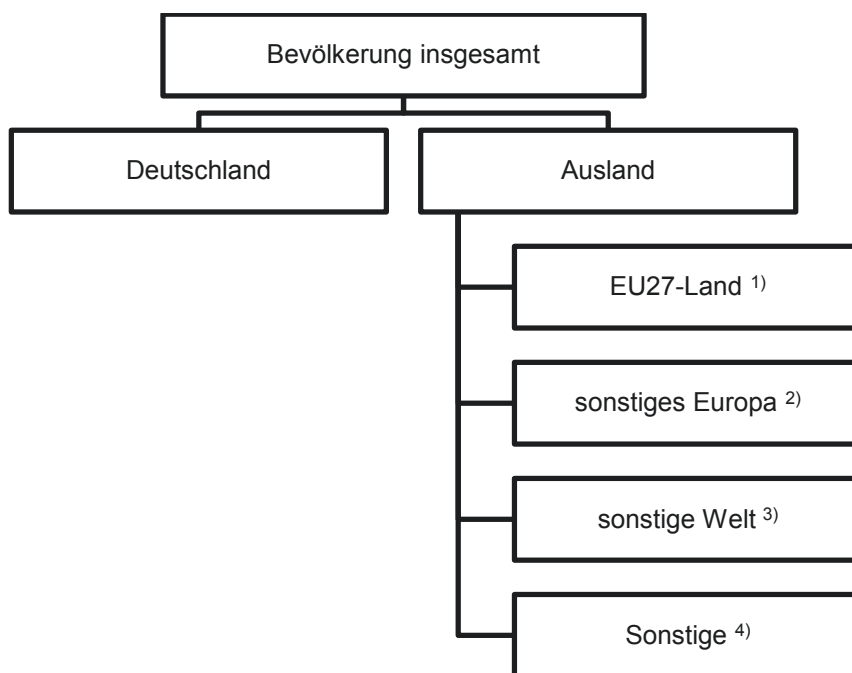 Bevölkerung insgesamt
Deutschland
Ausland
EU27-Land 1)
sonstiges Europa 2)
sonstige Welt 3)
Sonstige 4)